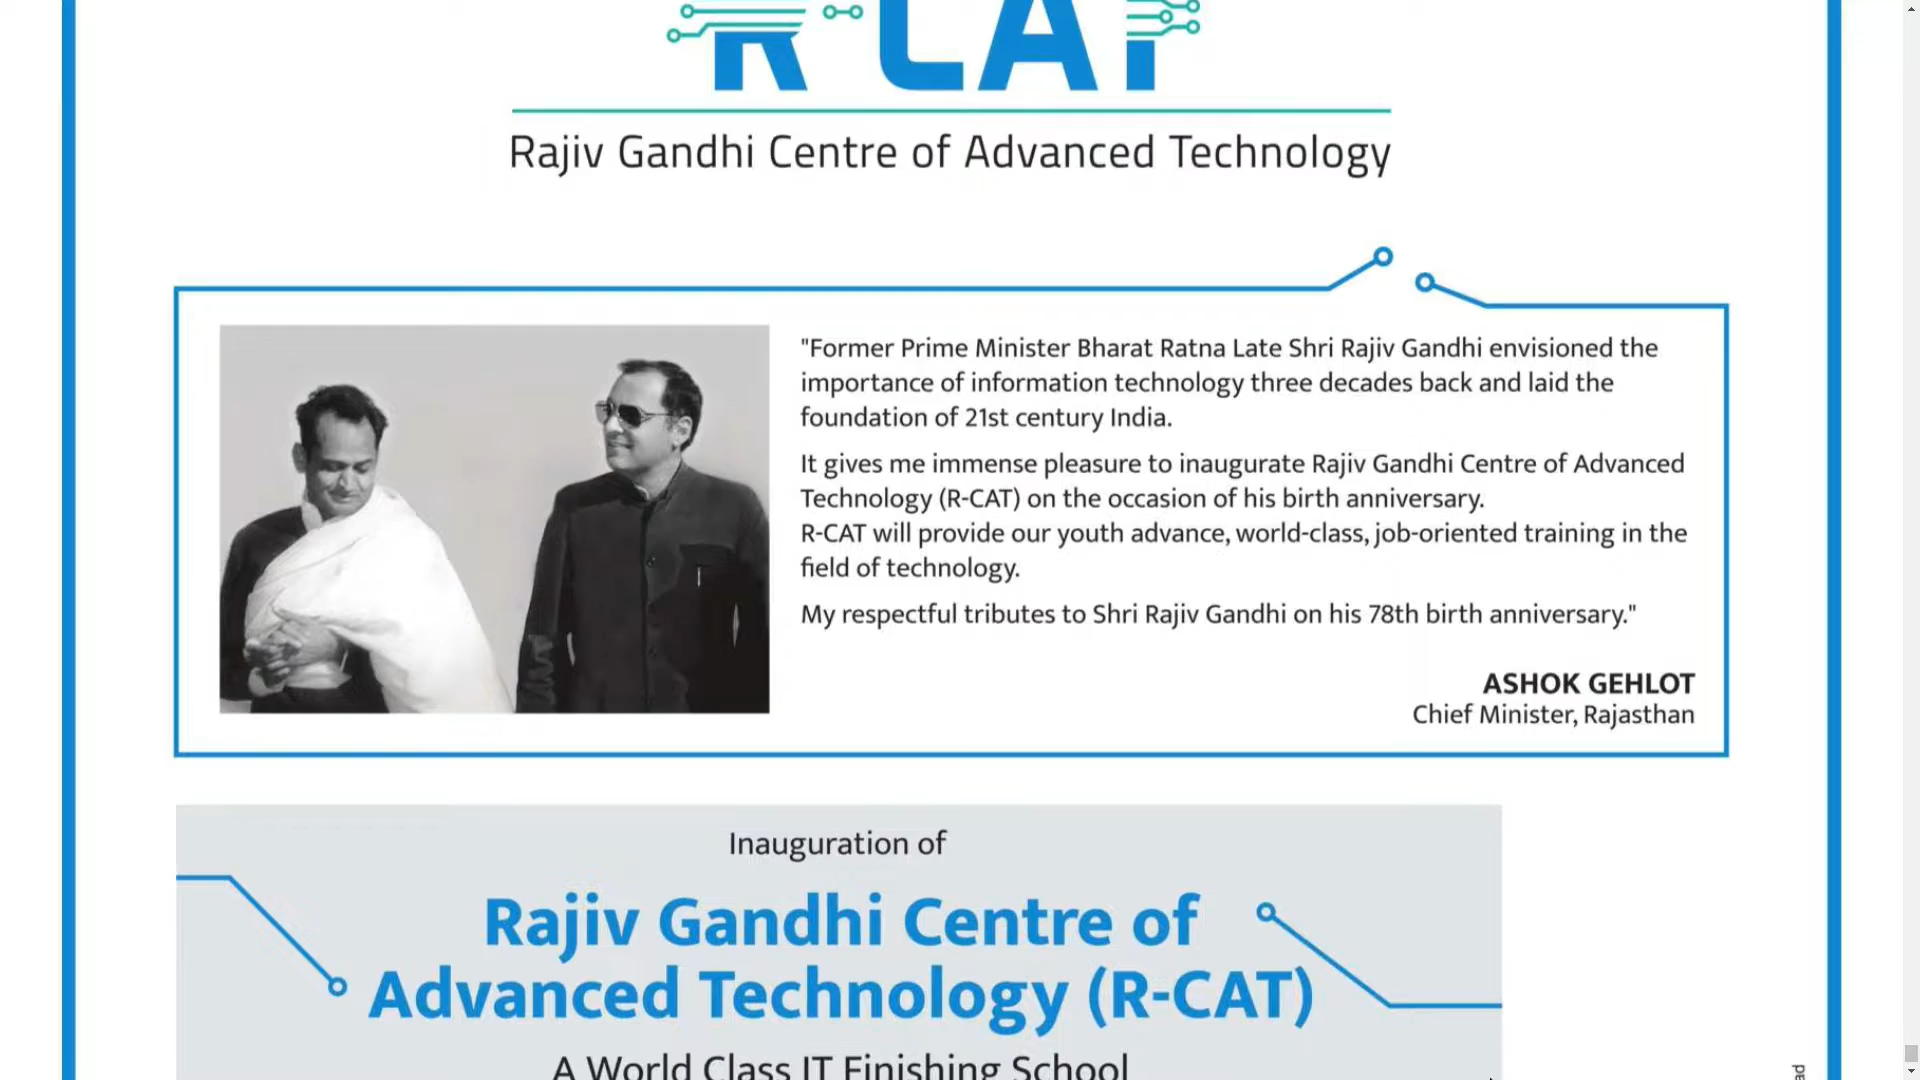 R-CAT
Rajiv Gandhi Centre of Advanced Technology
"Former Prime Minister Bharat Ratna Late Shri Rajiv Gandhi envisioned the
importance of information technology three decades back and laid the
foundation of 21st century India.
It gives me immense pleasure to inaugurate Rajiv Gandhi Centre of Advanced
Technology (R-CAT) on the occasion of his birth anniversary.
R-CAT will provide our youth advance, world-class, job-oriented training in the
field of technology.
My respectful tributes to Shri Rajiv Gandhi on his 78th birth anniversary."
ASHOK GEHLOT
Chief Minister, Rajasthan
Inauguration of
Rajiv Gandhi Centre of
Advanced Technology (R-CAT)
A World Class IT Finishing School